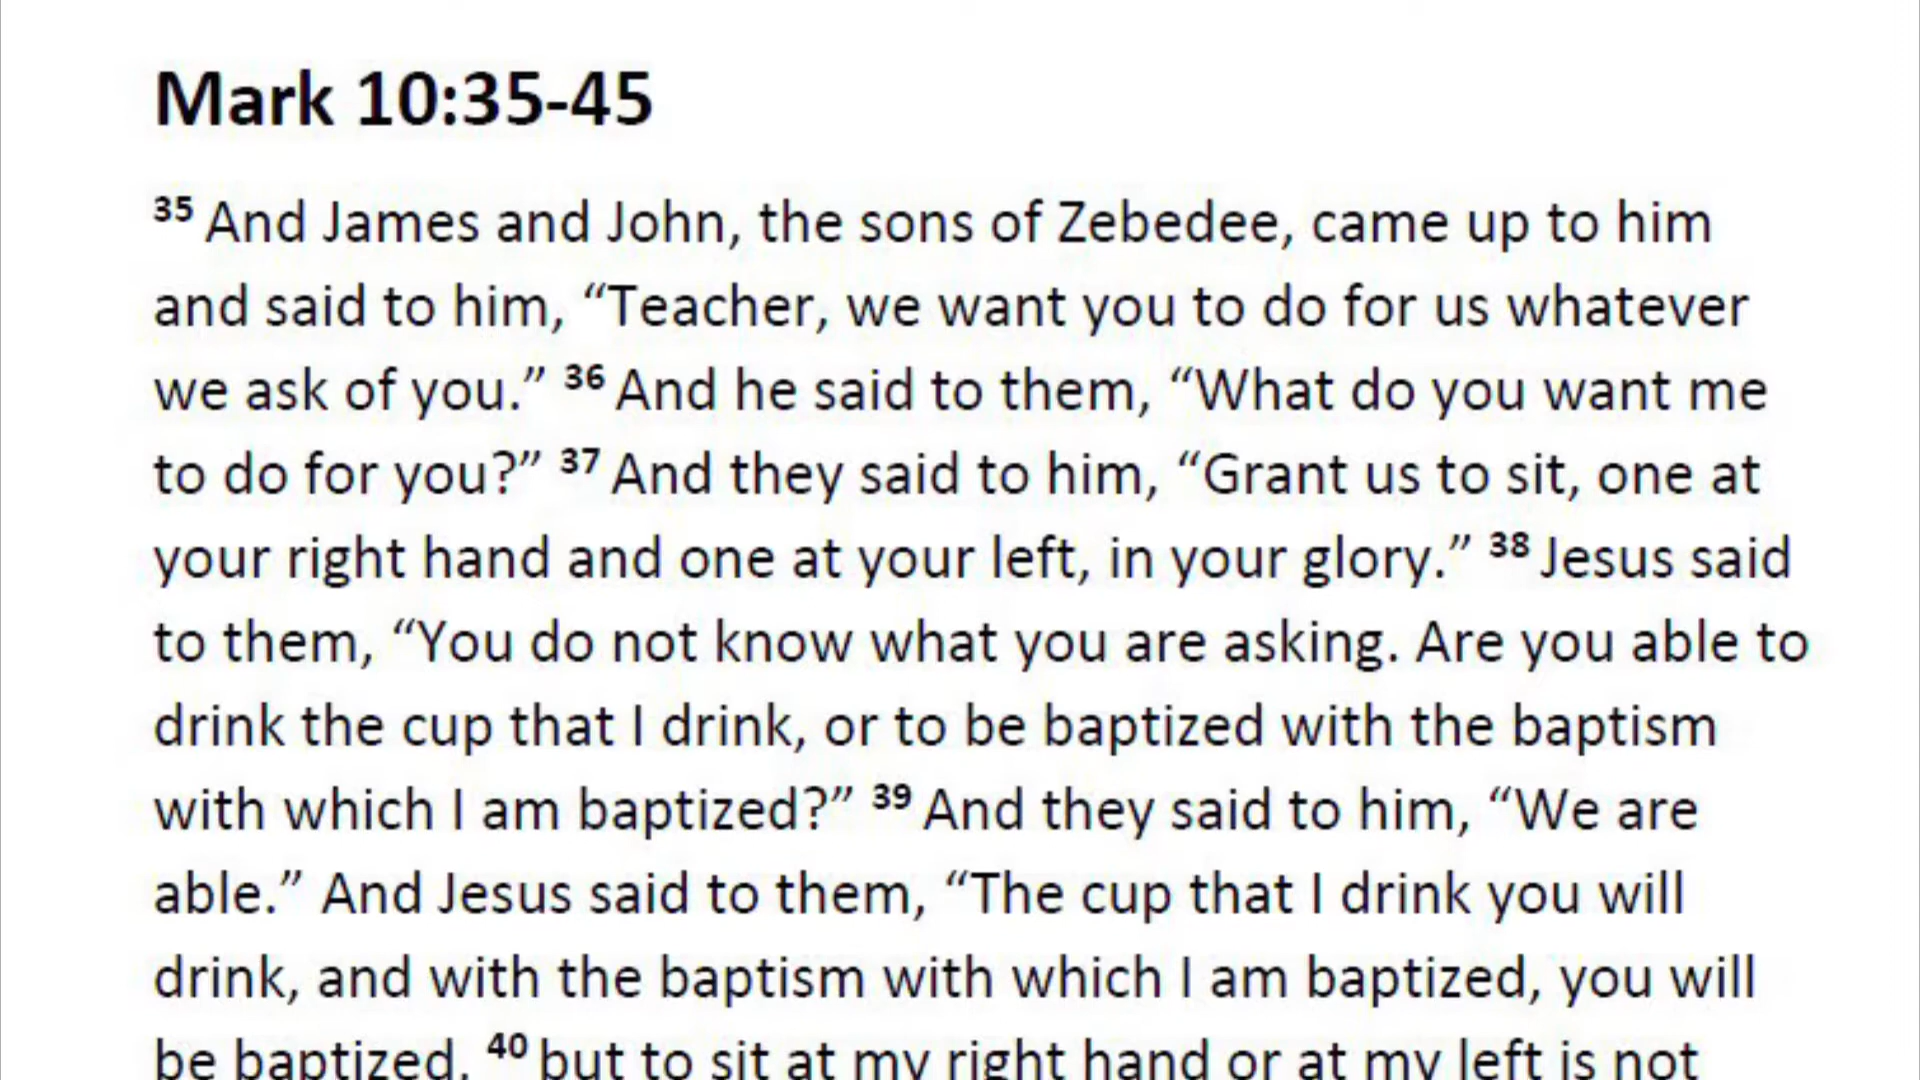 Mark 10:35-45
35 And James and John, the sons of Zebedee, came up to him
and said to him, “Teacher, we want you to do for us whatever
we ask of you.” 36 And he said to them, “What do you want me
to do for you?” 37 And they said to him, “Grant us to sit, one at
your right hand and one at your left, in your glory.” 38 Jesus said
to them, “You do not know what you are asking. Are you able to
drink the cup that I drink, or to be baptized with the baptism
with which I am baptized?” 39 And they said to him, “We are
able.” And Jesus said to them, “The cup that I drink you will
drink, and with the baptism with which I am baptized, you will
be baptized, 40 but to sit at my right hand or at my left is not